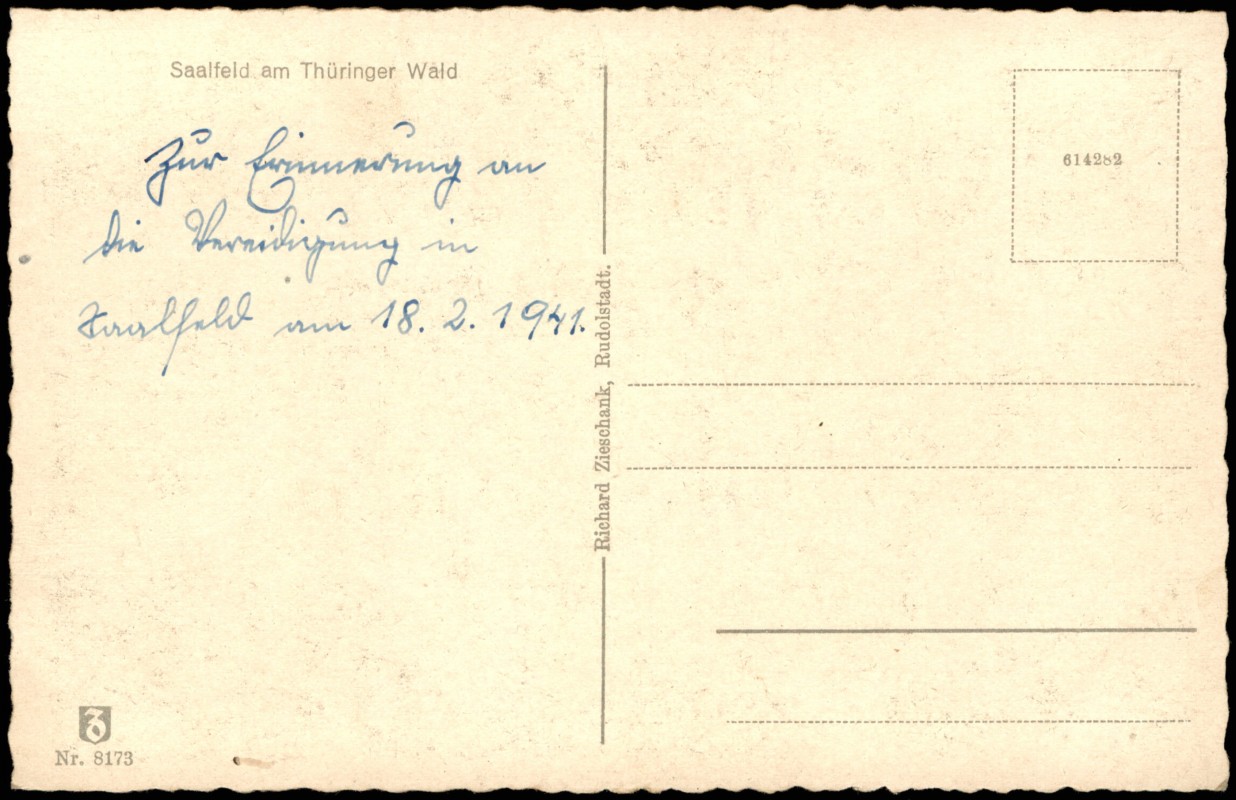 Saalfeld am Thüringer Wald
Zur Erinnerung an
die Vereidigung in
Saalfeld am 18. 2. 1941.
Richard Zieschank, Rudolstadt.
614282
Z
Nr. 8173